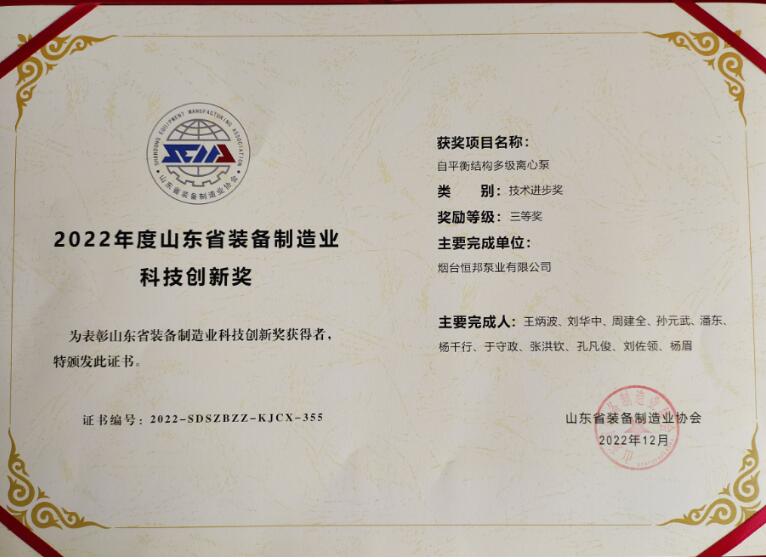 SHANDONG EQUIPMENT MANUFACTURING ASSOCIATION
SEMA
山东省装备制造业协会
2022年度山东省装备制造业
科技创新奖
为表彰山东省装备制造业科技创新奖获得者，
特颁发此证书。
证书编号：2022-SDSZBZZ-KJCX-355
获奖项目名称：
自平衡结构多级离心泵
类 别：技术进步奖
奖励等级：三等奖
主要完成单位：
烟台恒邦泵业有限公司
主要完成人：王炳波、刘华中、周建全、孙元武、潘东、
杨千行、于守政、张洪钦、孔凡俊、刘佐领、杨眉
山东省装备制造业协会
2022年12月